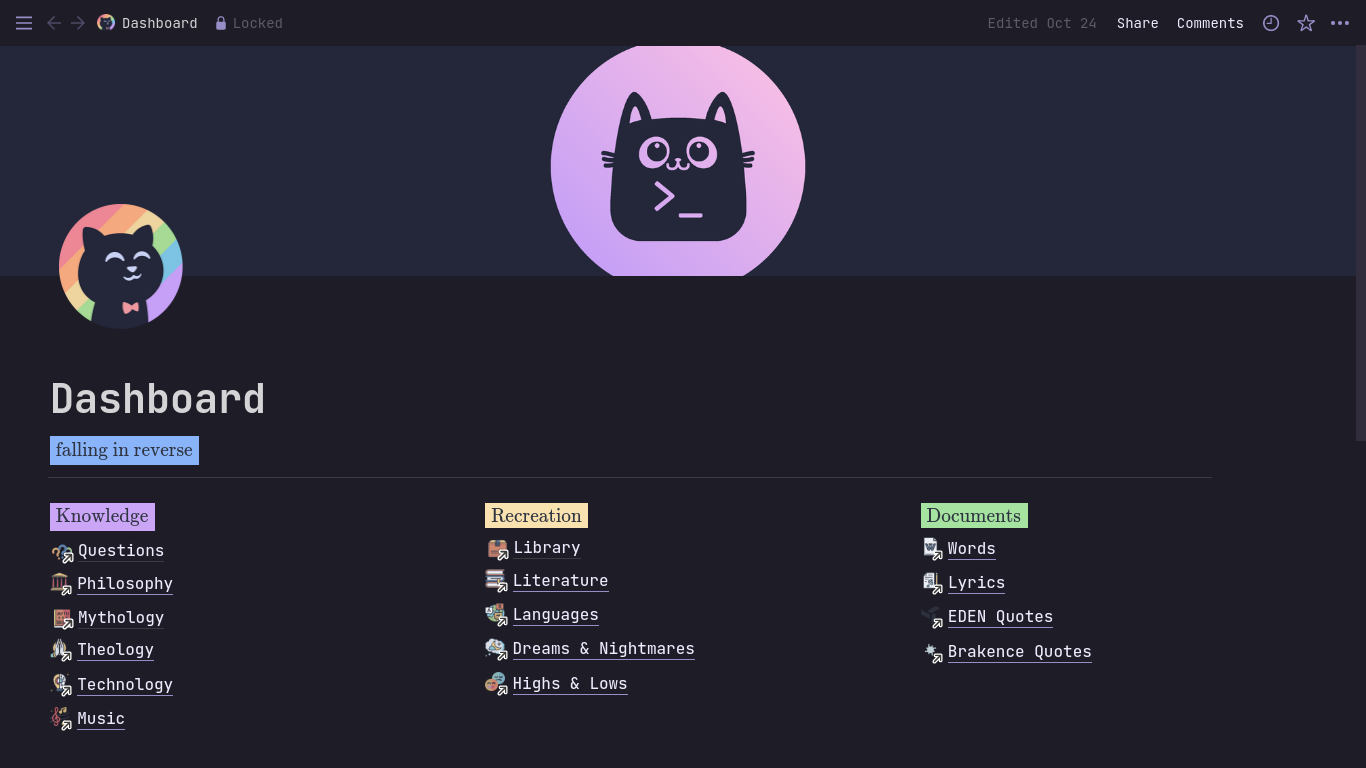 Dashboard
Locked
Edited Oct 24
Share
Comments
>_
Dashboard
falling in reverse
Knowledge
Questions
Philosophy
Mythology
Theology
Technology
Music
Recreation
Library
Literature
Languages
Dreams & Nightmares
Highs & Lows
Documents
Words
Lyrics
EDEN Quotes
Brakence Quotes